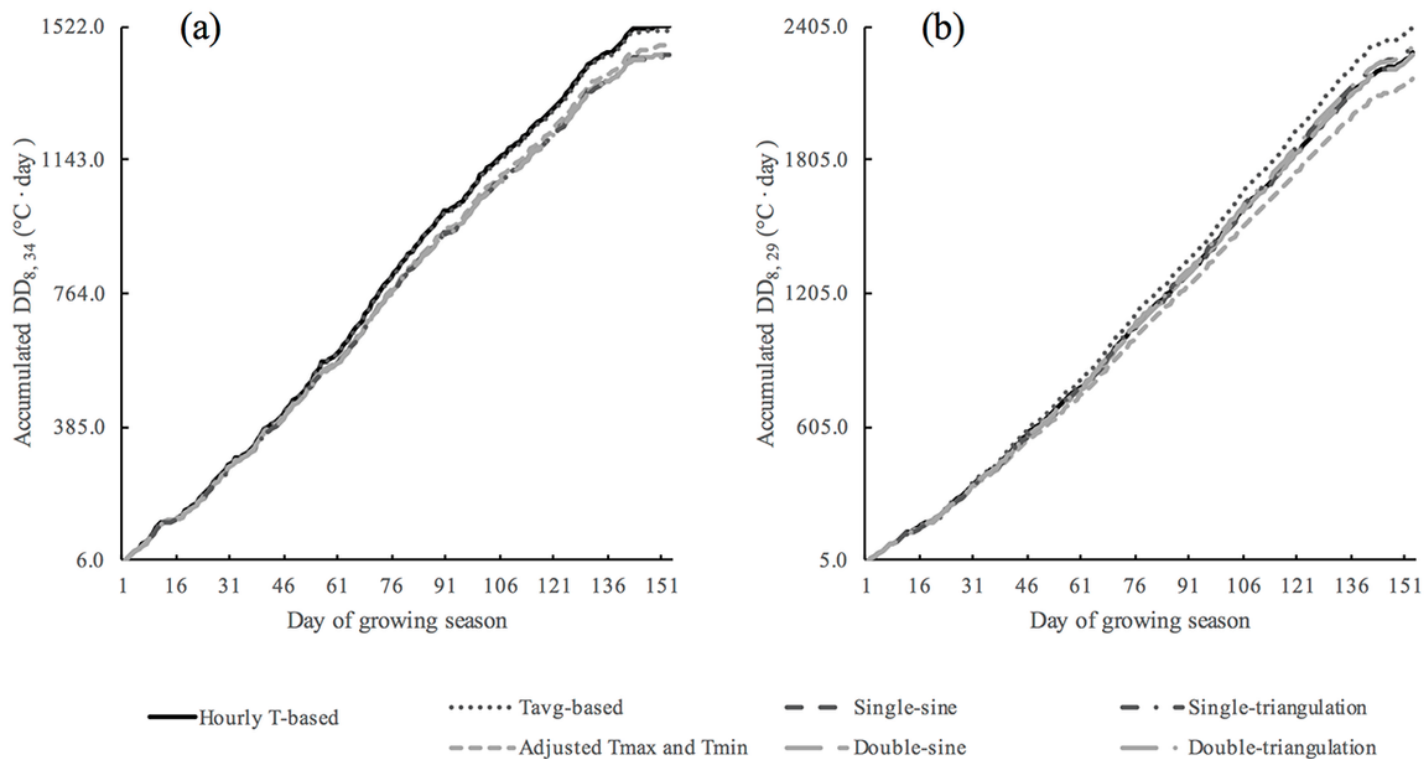 (a)
1522.0
1143.0
764.0
385.0
6.0
Accumulated DD8, 34 (°C · day)
1 16 31 46 61 76 91 106 121 136 151
Day of growing season
(b)
2405.0
1805.0
1205.0
605.0
5.0
Accumulated DD8, 29 (°C · day)
1 16 31 46 61 76 91 106 121 136 151
Day of growing season
Hourly T-based
Tavg-based
Single-sine
Single-triangulation
Adjusted Tmax and Tmin
Double-sine
Double-triangulation